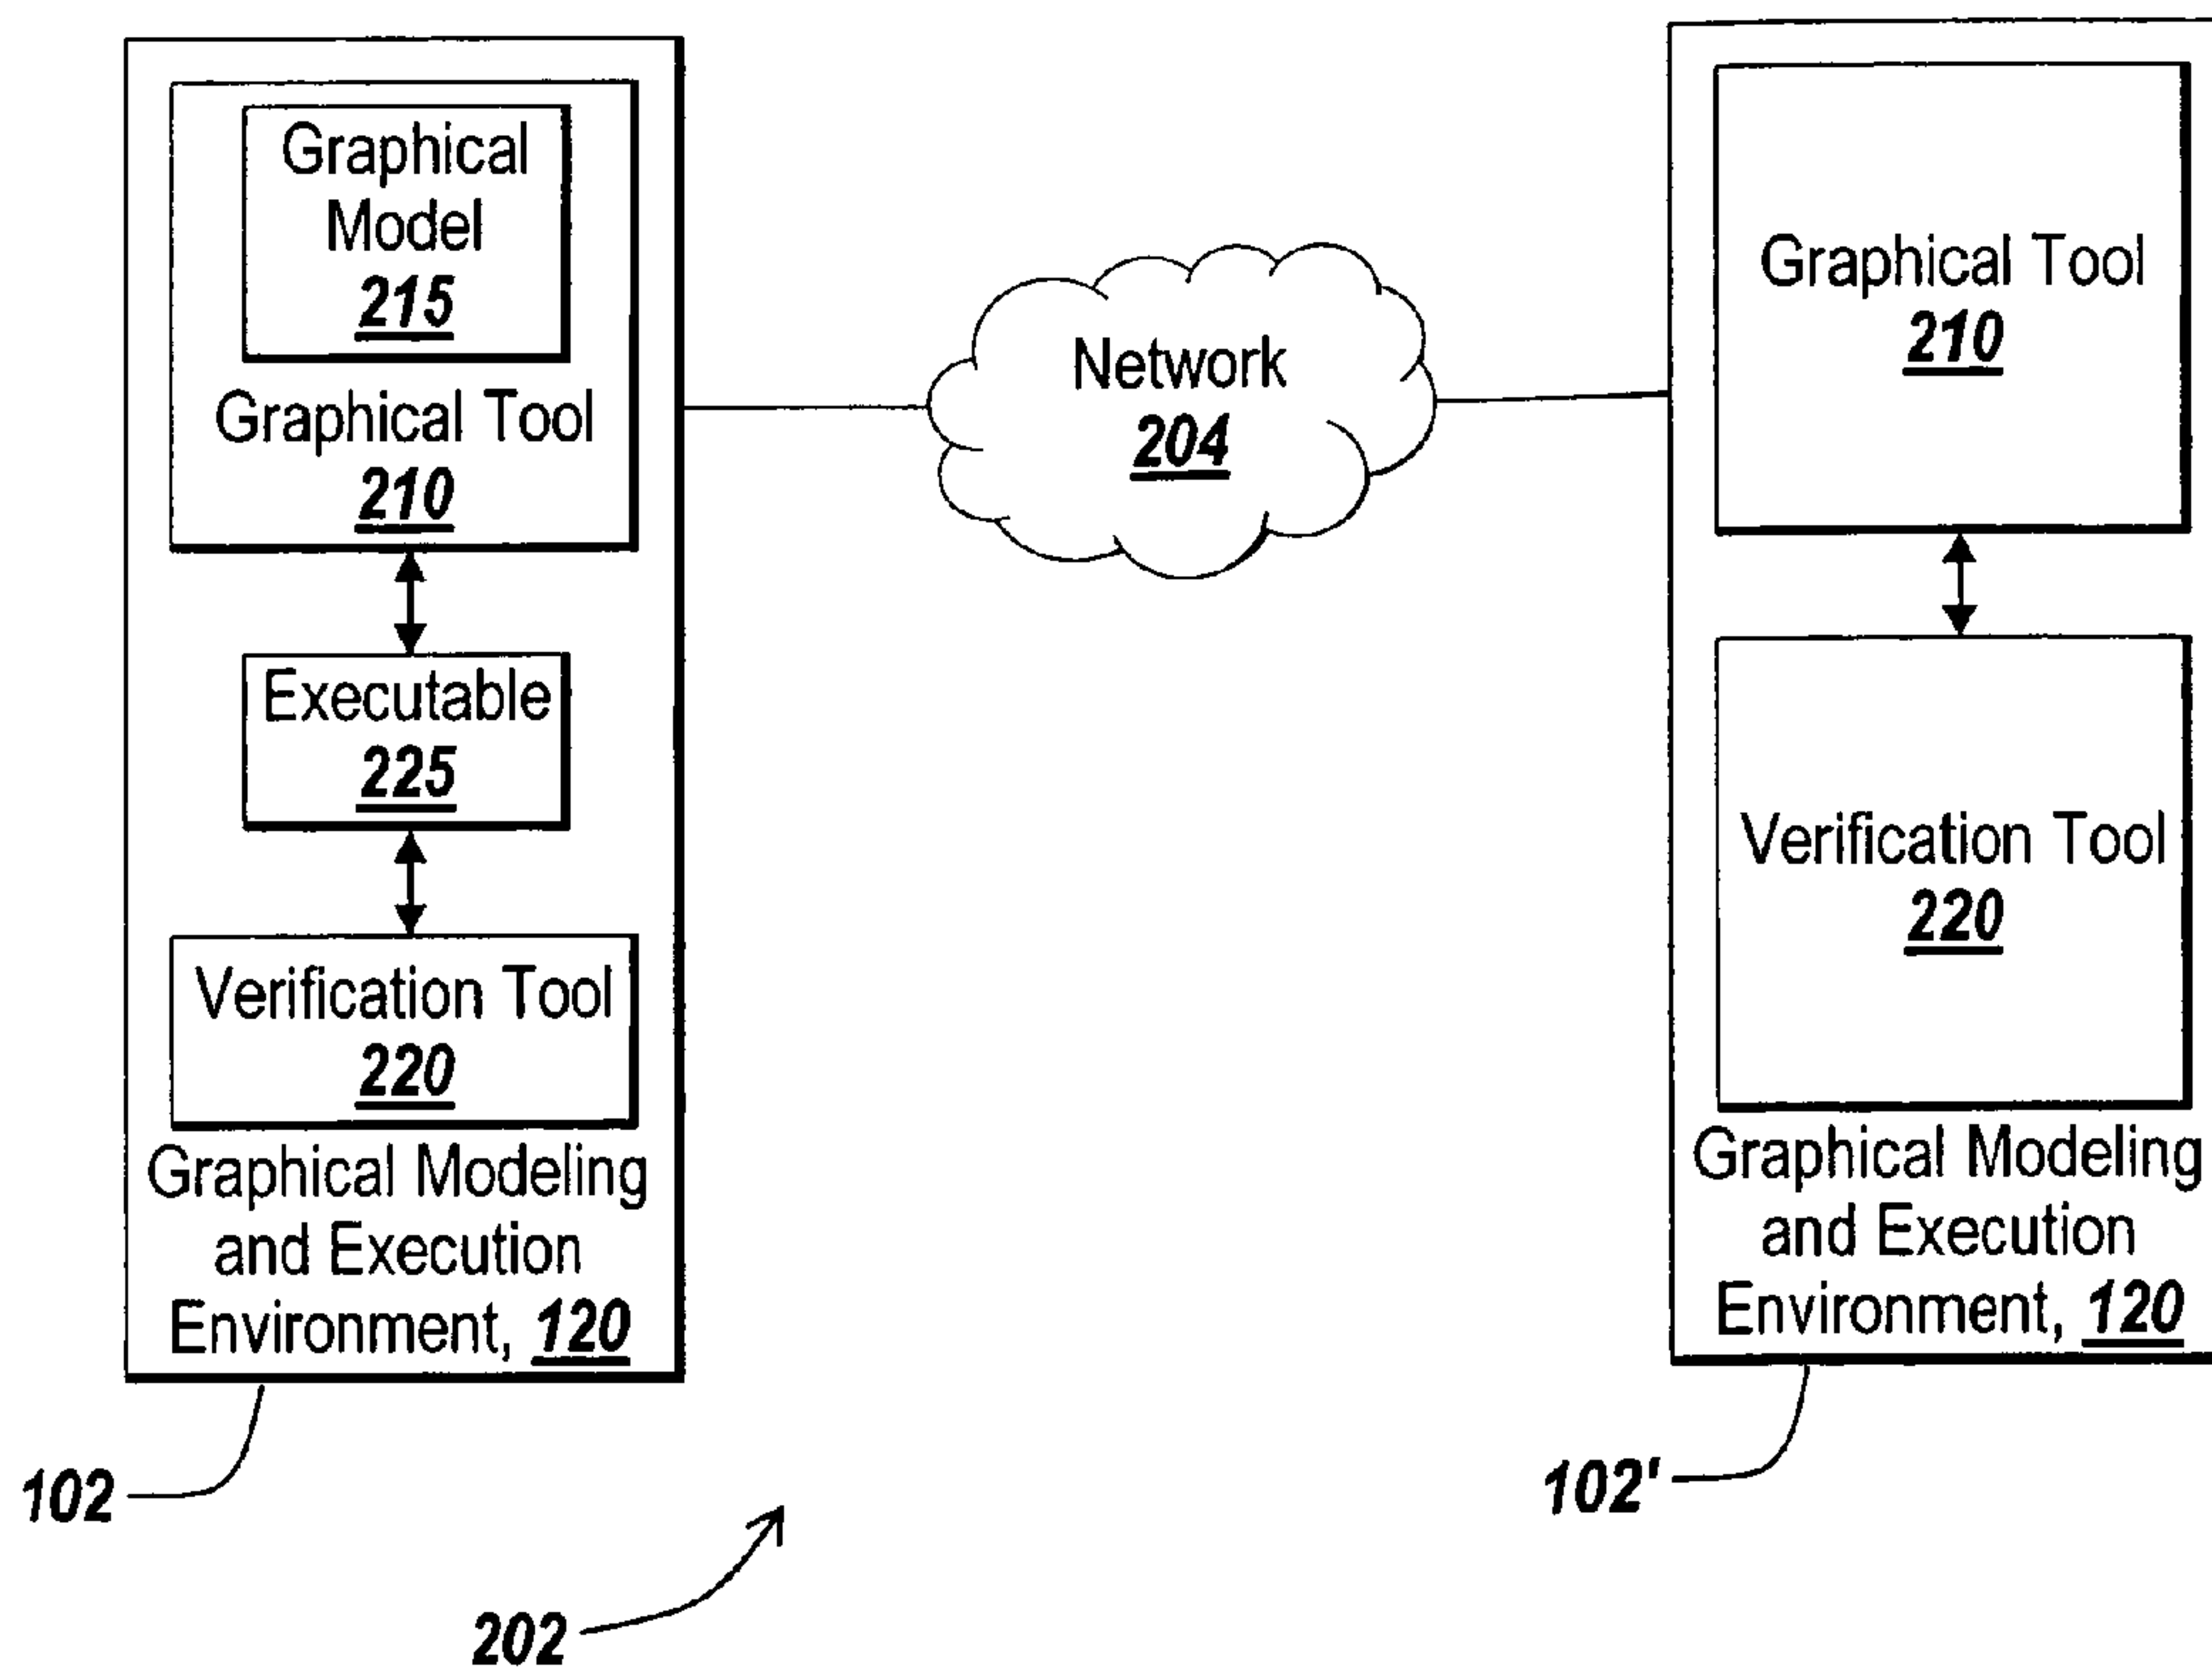 Graphical
Model
215
Graphical Tool
210
Executable
225
Verification Tool
220
Graphical Modeling
and Execution
Environment, 120
102
202
Network
204
Graphical Tool
210
Verification Tool
220
Graphical Modeling
and Execution
Environment, 120
102'